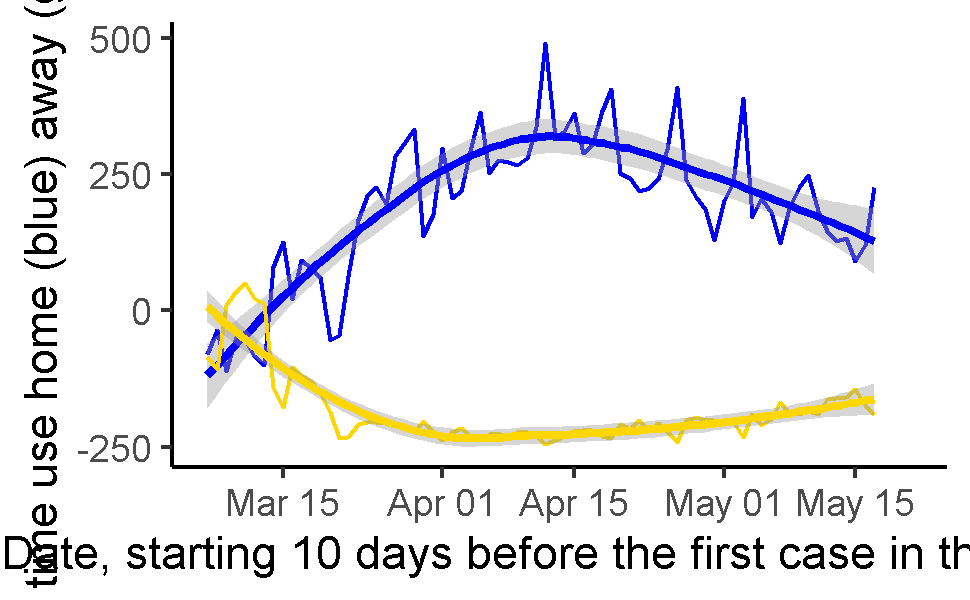 time use home (blue) away (
500
250
0
-250
Mar 15
Apr 01
Apr 15
May 01
May 15
Date, starting 10 days before the first case in th